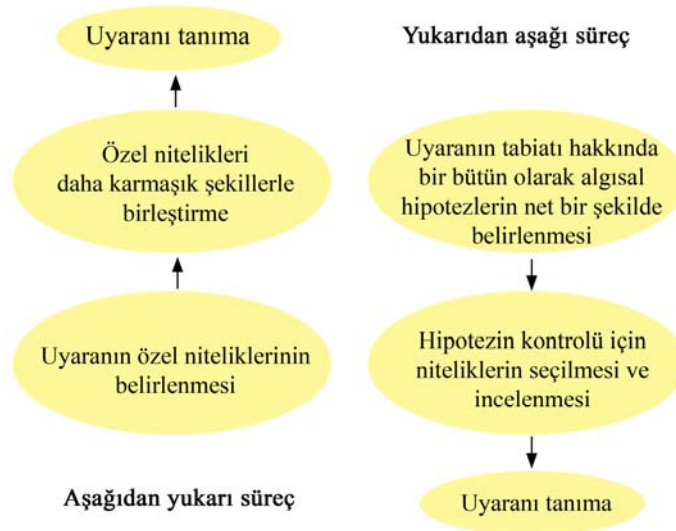 Uyaranı tanıma
Özel nitelikleri
daha karmaşık şekillerle
birleştirme
Uyaranın özel niteliklerinin
belirlenmesi
Aşağıdan yukarı süreç
Yukarıdan aşağı süreç
Uyaranın tabiatı hakkında
bir bütün olarak algısal
hipotezlerin net bir şekilde
belirlenmesi
Hipotezin kontrolü için
niteliklerin seçilmesi ve
incelenmesi
Uyaranı tanıma